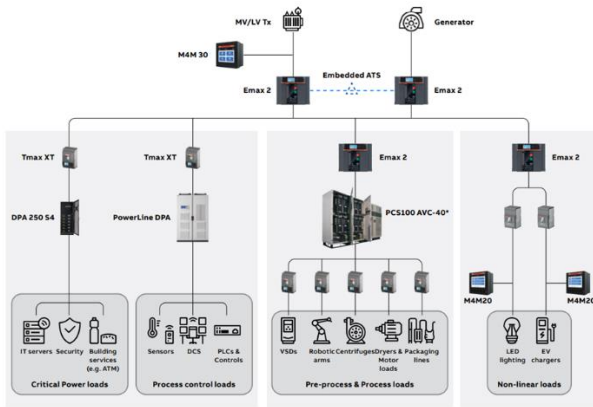 MV/LV Tx
Generator
M4M 30
Embedded ATS
Emax 2
Emax 2
Tmax XT
Tmax XT
Emax 2
Emax 2
DPA 250 S4
PowerLine DPA
PCS100 AVC-40*
M4M20
M4M20
IT servers
Security
Building
services
(e.g. ATM)
Sensors
DCS
PLCs &
Controls
VSDs
Robotic
arms
Centrifuges
Dryers &
Motor
loads
Packaging
lines
LED
lighting
EV
chargers
Critical Power loads
Process control loads
Pre-process & Process loads
Non-linear loads